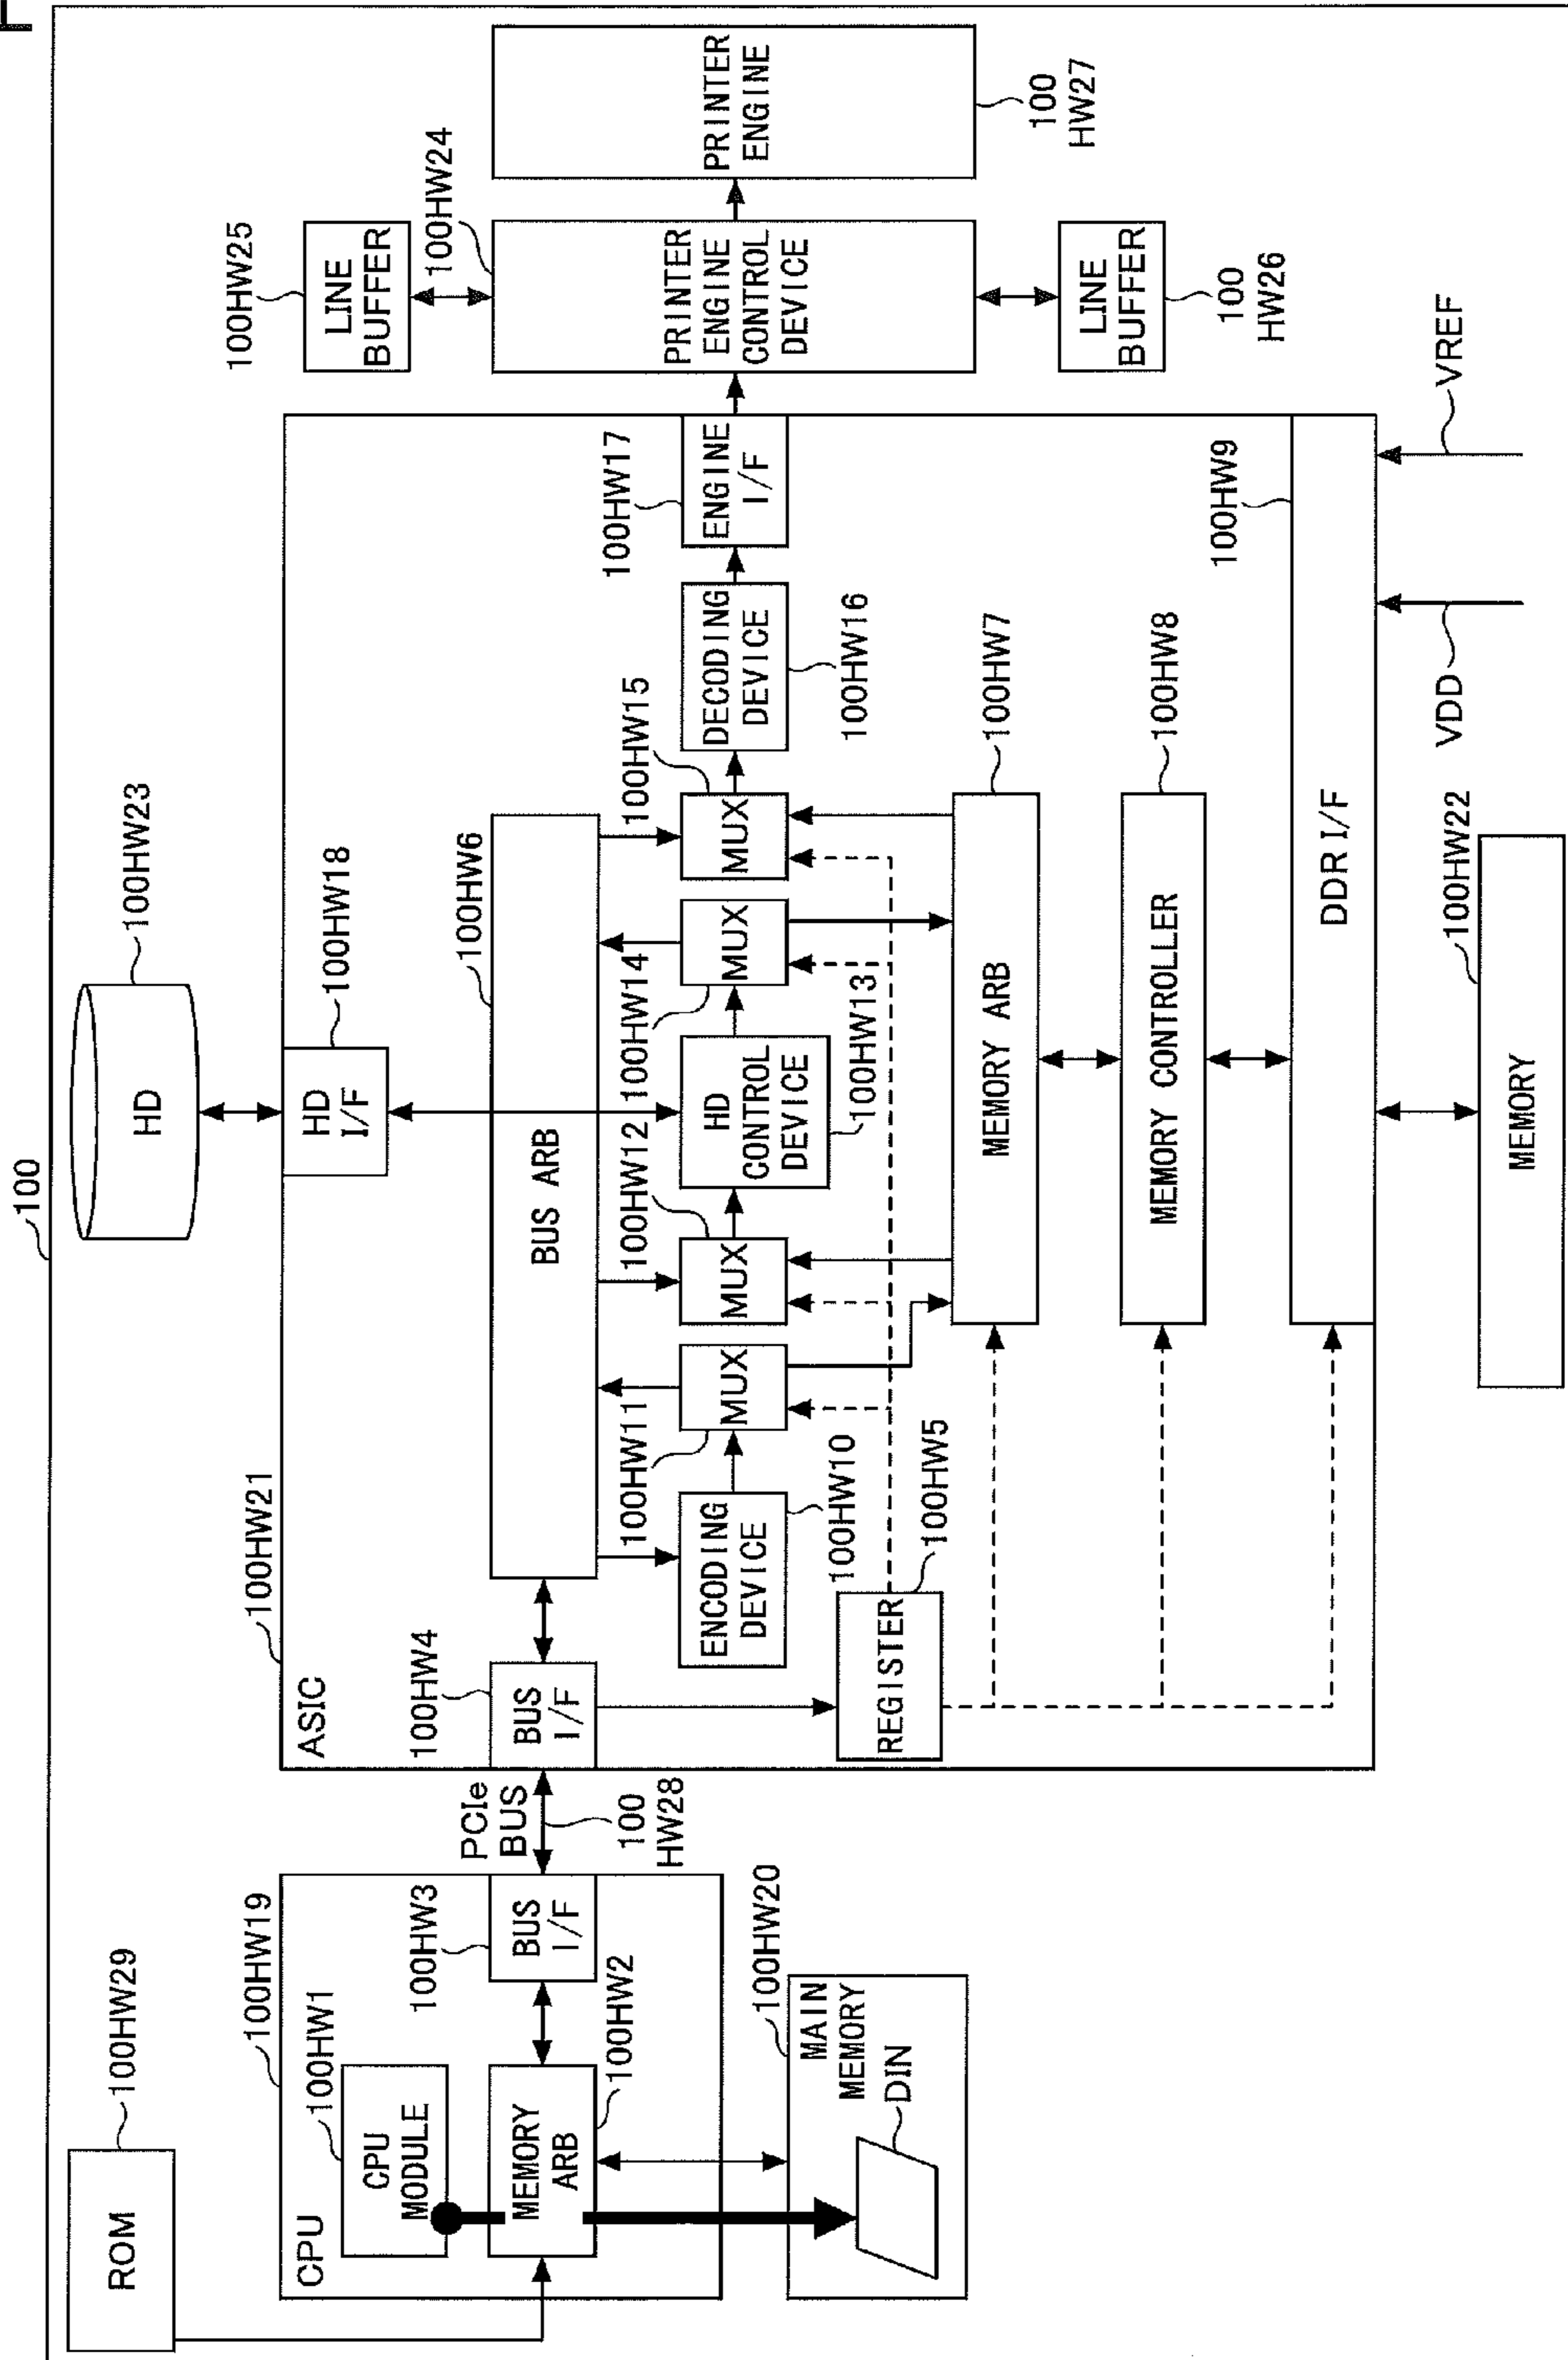 100
ROM
100HW29
HD
100HW23
100HW19
CPU
100HW1
CPU
MODULE
MEMORY
ARB
100HW2
100HW3
BUS
I/F
PCIe
BUS
100
HW28
100HW20
MAIN
MEMORY
DIN
100HW21
ASIC
100HW4
BUS
I/F
HD
I/F
100HW18
BUS ARB
100HW6
ENCODING
DEVICE
100HW10
100HW11
MUX
100HW12
MUX
HD
CONTROL
DEVICE
100HW13
100HW14
MUX
100HW15
MUX
DECODING
DEVICE
100HW16
100HW17
ENGINE
I/F
REGISTER
100HW5
MEMORY ARB
100HW7
MEMORY CONTROLLER
100HW8
DDR I/F
100HW9
MEMORY
100HW22
VDD
VREF
100HW25
LINE
BUFFER
100HW24
PRINTER
ENGINE
CONTROL
DEVICE
LINE
BUFFER
100
HW26
PRINTER
ENGINE
100
HW27